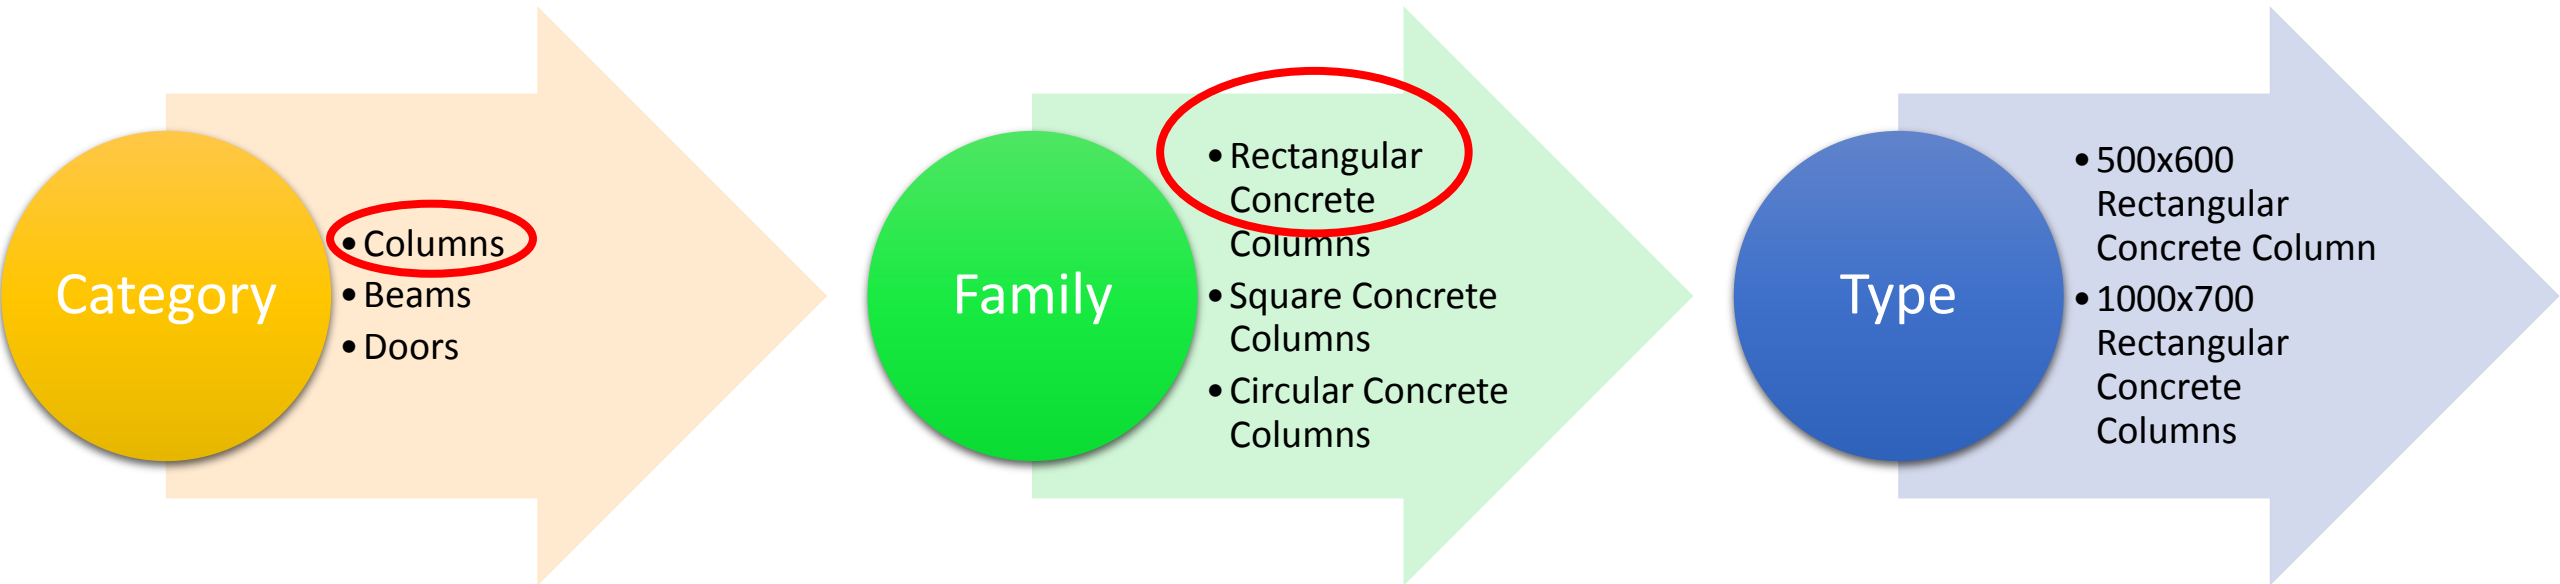 Category
• Columns
• Beams
• Doors
Family
• Rectangular
Concrete
Columns
• Square Concrete
Columns
• Circular Concrete
Columns
Type
• 500x600
Rectangular
Concrete Column
• 1000x700
Rectangular
Concrete
Columns